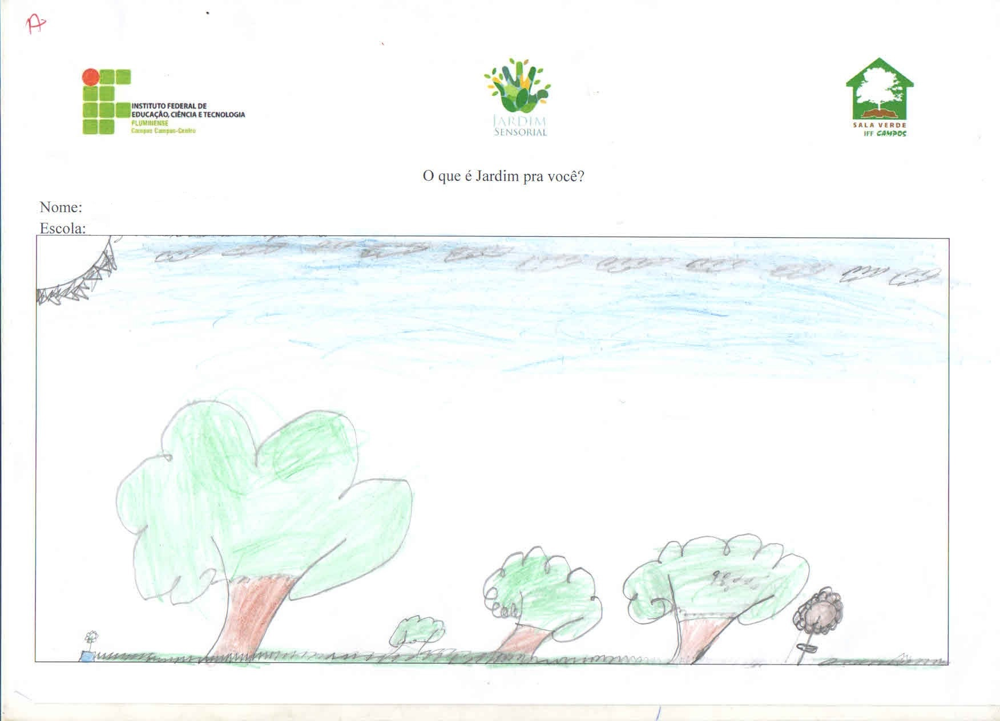 A
INSTITUTO FEDERAL DE
EDUCAÇÃO, CIÊNCIA E TECNOLOGIA
FLUMINENSE
Campus Campus-Centro
JARDIM
SENSORIAL
SALA VERDE
IFF CAMPOS
O que é Jardim pra você?
Nome:
Escola: